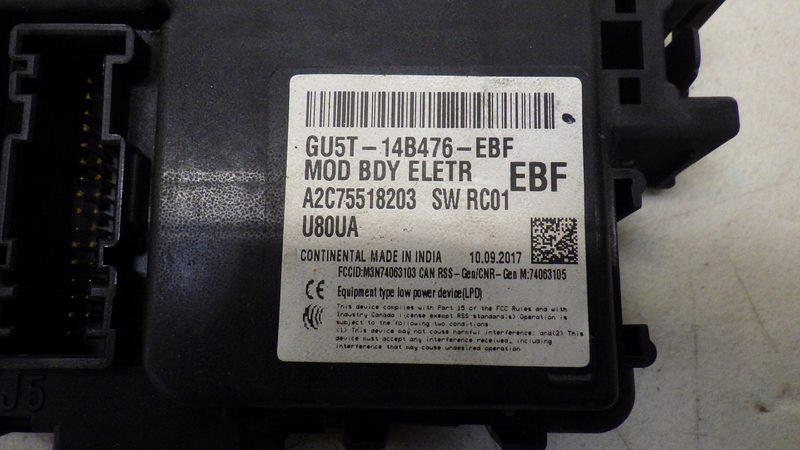 GU5T-14B476-EBF
MOD BDY ELETR EBF
A2C75518203 SW RC01
U80UA
CONTINENTAL MADE IN INDIA 10.09.2017
FCCID:M3N74063103 CAN RSS-Gen/CNR-Gen M:74063105
CE Equipment type low power device(LPD)
This device complies with Part 15 of the FCC Rules and with
Industry Canada license exempt RSS standard(s) Operation is
subject to the following two conditions:
(1) This device may not cause harmful interference, and(2) This
device must accept any interference received, including
interference that may cause undesired operation
J5